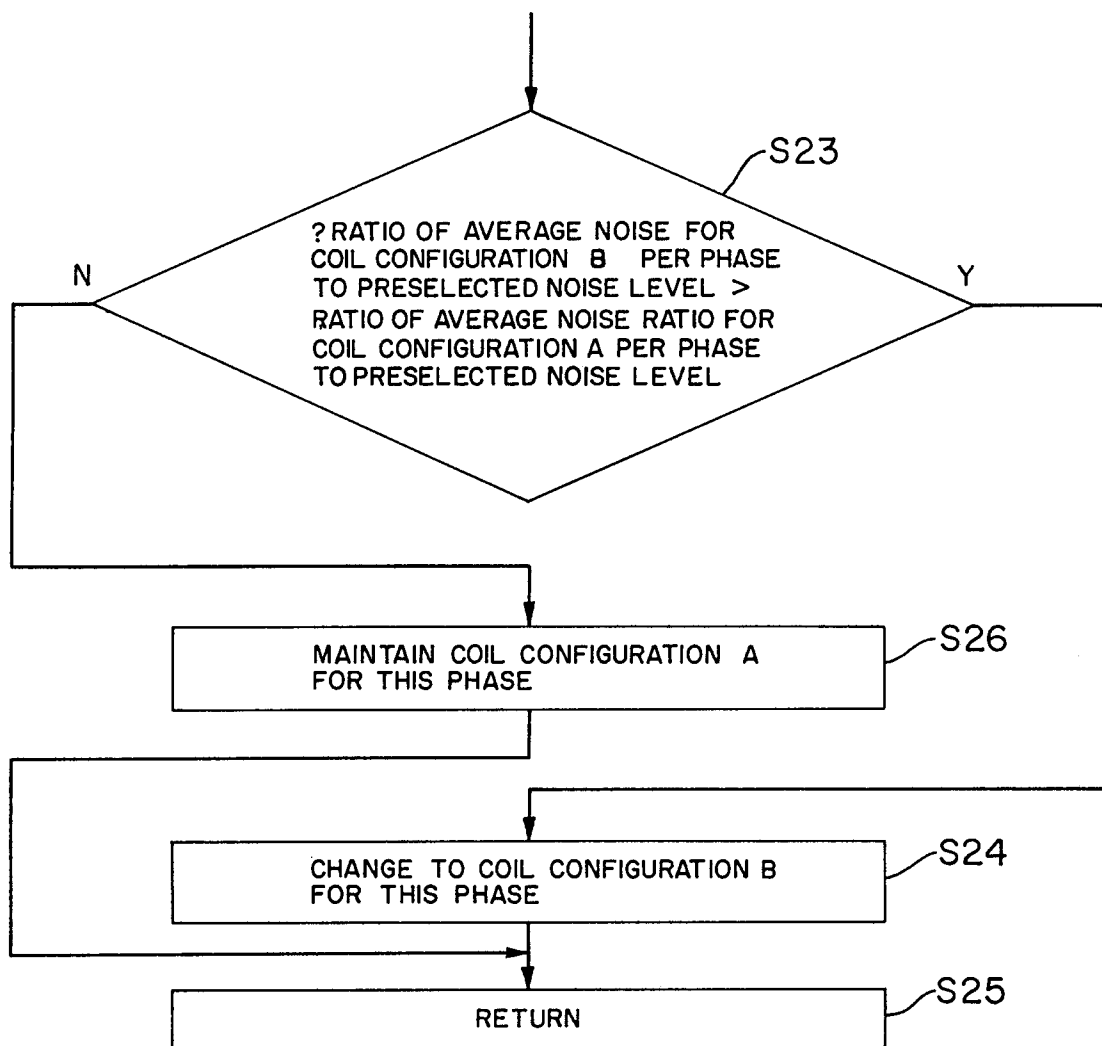 S23
?RATIO OF AVERAGE NOISE FOR
COIL CONFIGURATION B PER PHASE
TO PRESELECTED NOISE LEVEL >
RATIO OF AVERAGE NOISE RATIO FOR
COIL CONFIGURATION A PER PHASE
TO PRESELECTED NOISE LEVEL
N
Y
MAINTAIN COIL CONFIGURATION A
FOR THIS PHASE
S26
CHANGE TO COIL CONFIGURATION B
FOR THIS PHASE
S24
RETURN
S25